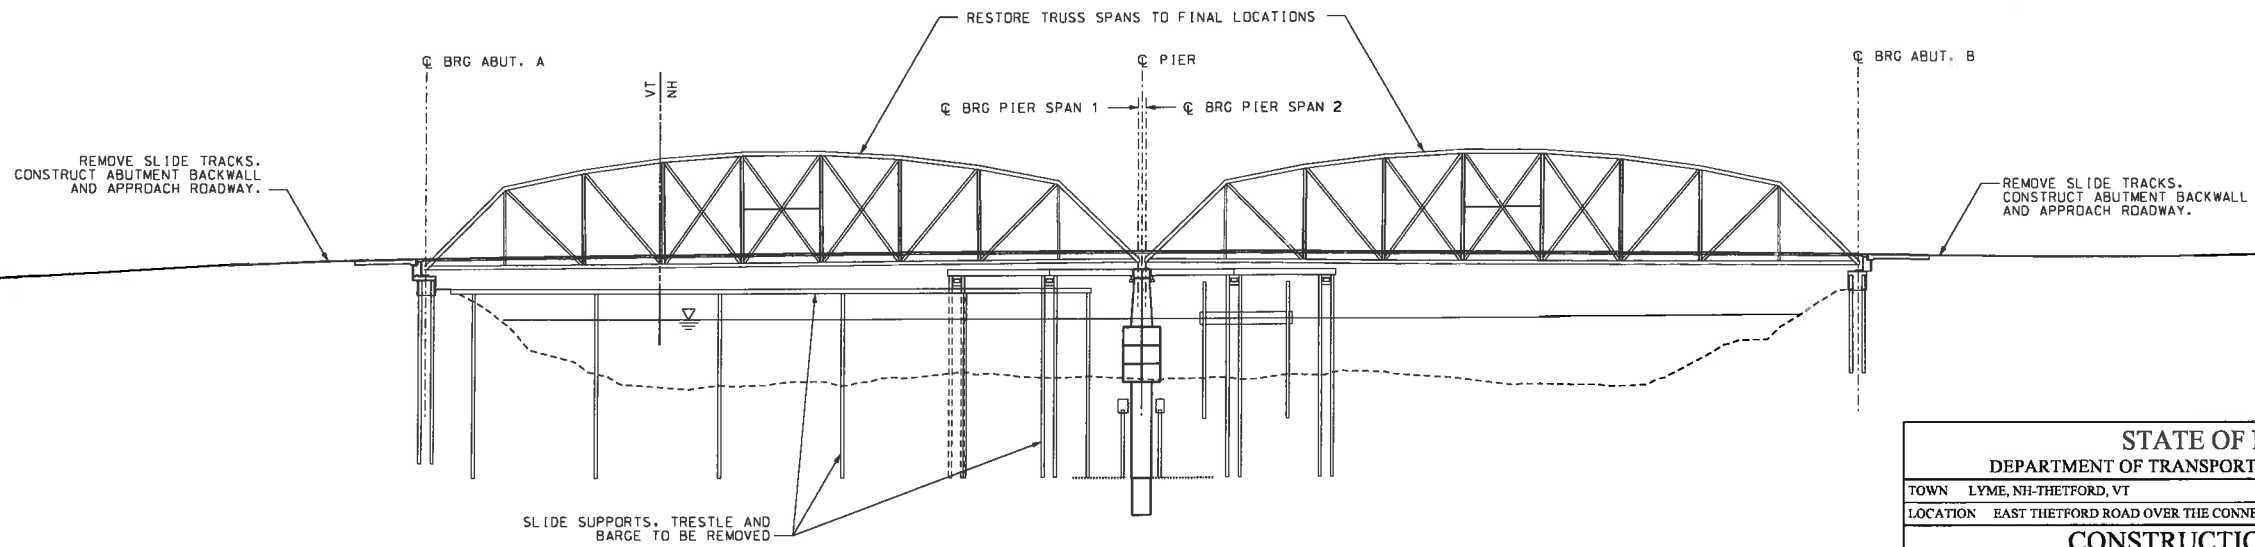 RESTORE TRUSS SPANS TO FINAL LOCATIONS
℄ BRG ABUT. A
℄ PIER
℄ BRG ABUT. B
VT
NH
℄ BRG PIER SPAN 1
℄ BRG PIER SPAN 2
REMOVE SLIDE TRACKS.
CONSTRUCT ABUTMENT BACKWALL
AND APPROACH ROADWAY.
REMOVE SLIDE TRACKS.
CONSTRUCT ABUTMENT BACKWALL
AND APPROACH ROADWAY.
SLIDE SUPPORTS, TRESTLE AND
BARGE TO BE REMOVED
STATE OF
DEPARTMENT OF TRANSPORT
TOWN LYME, NH-THETFORD, VT
LOCATION EAST THETFORD ROAD OVER THE CONNE
CONSTRUCTIO